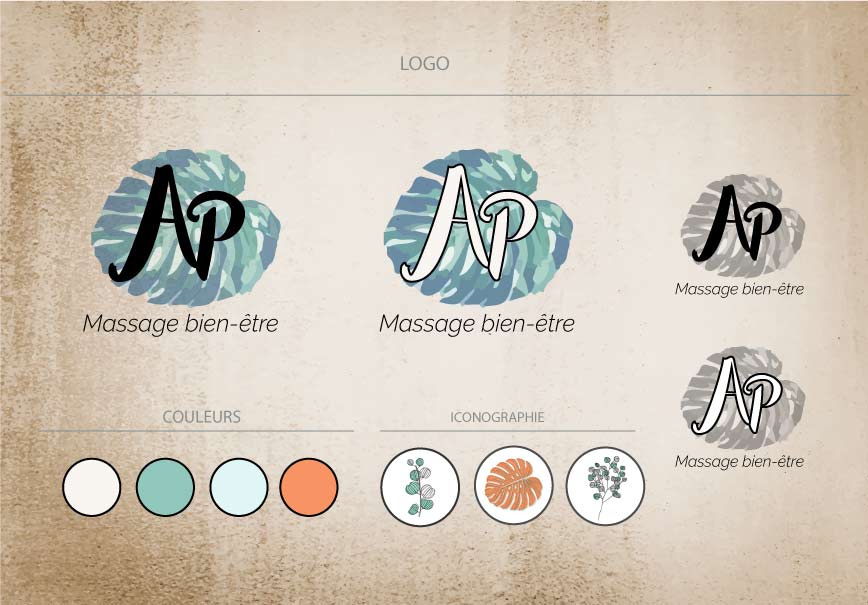 LOGO
AP
Massage bien-être
AP
Massage bien-être
AP
Massage bien-être
AP
Massage bien-être
COULEURS
ICONOGRAPHIE